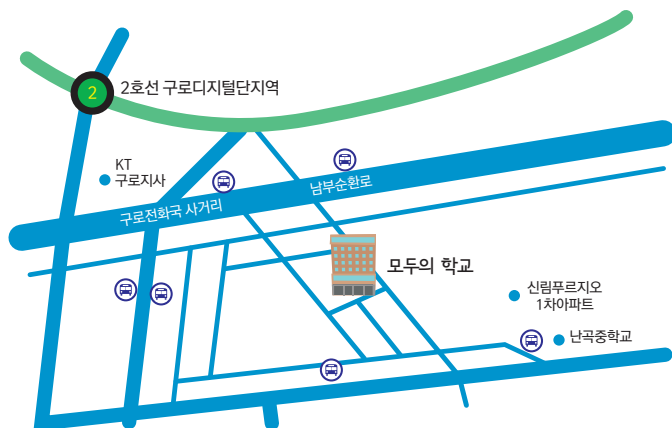 2
2호선 구로디지털단지역
KT
구로지사
남부순환로
구로전화국 사거리
모두의 학교
신림푸르지오
1차아파트
난곡중학교